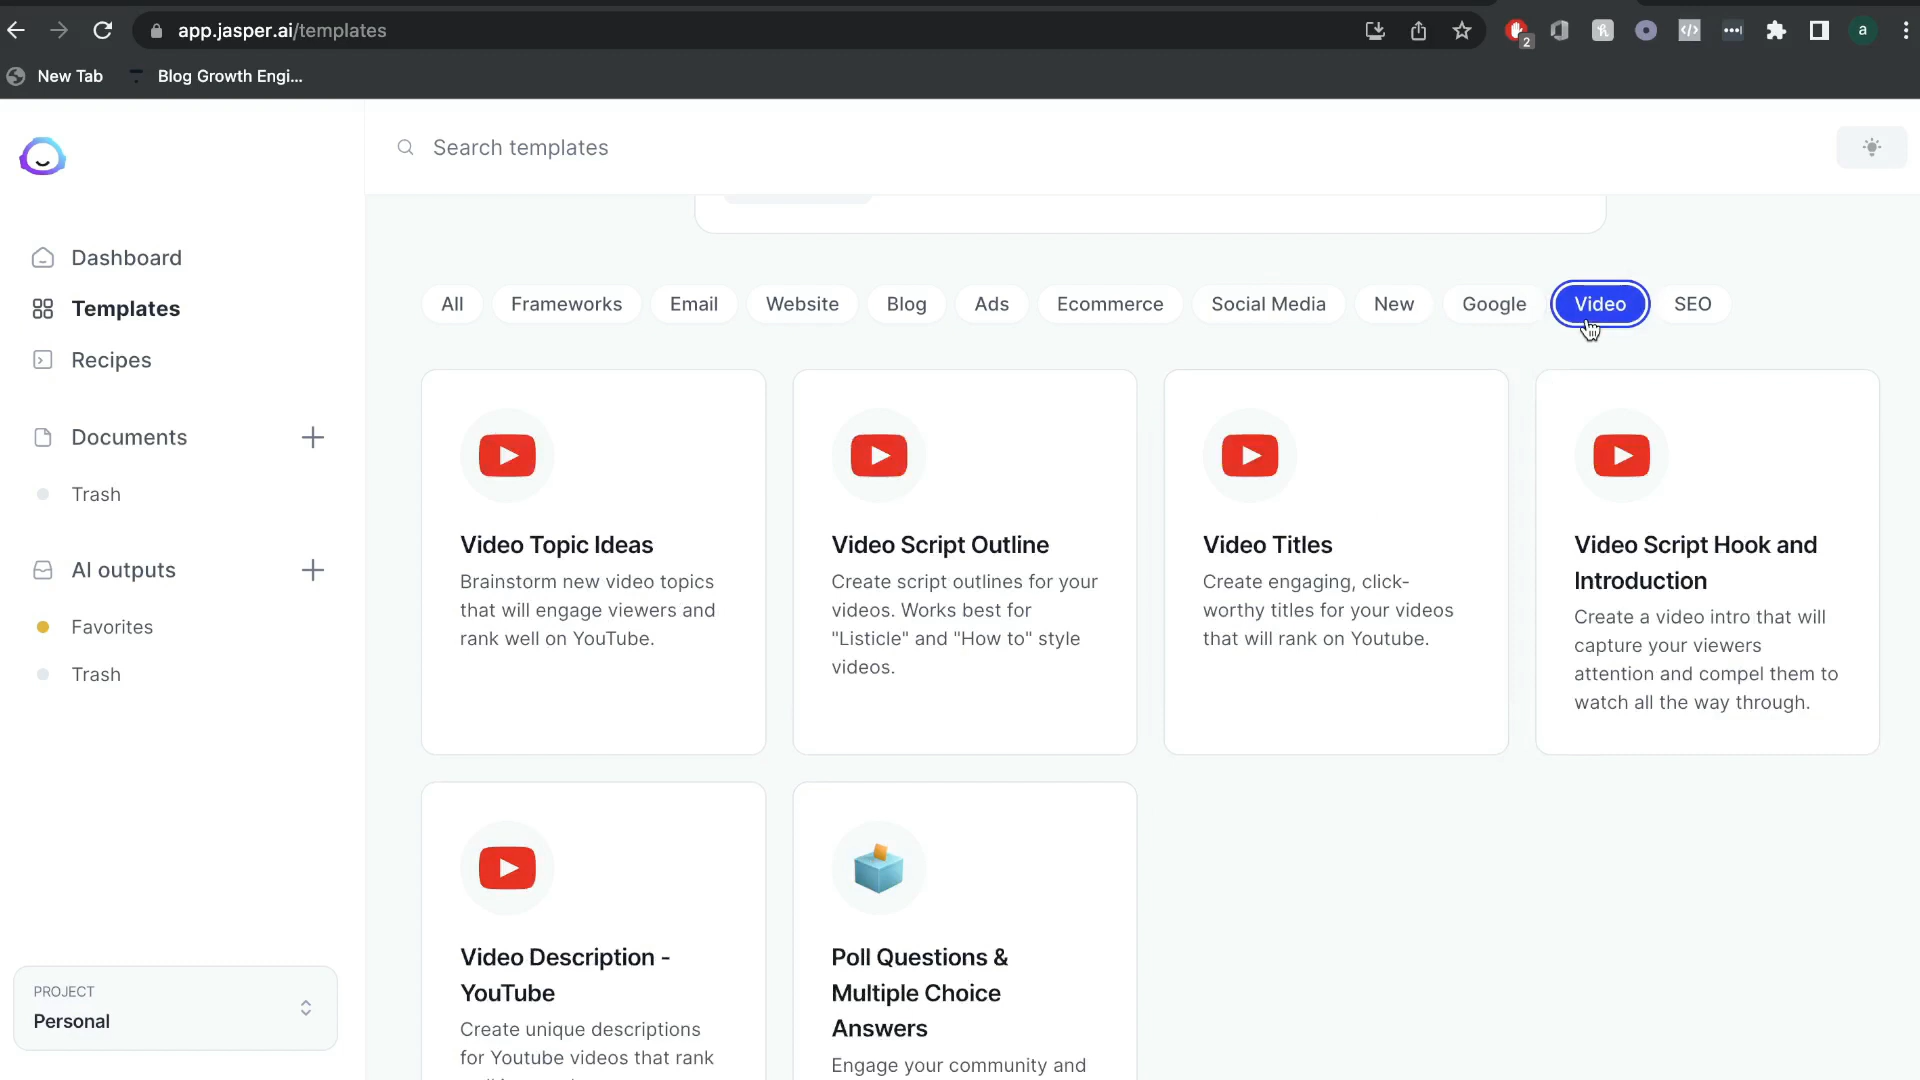 app.jasper.ai/templates
2
a
New Tab
Blog Growth Engi...
Search templates
Dashboard
Templates
Recipes
Documents
Trash
AI outputs
Favorites
Trash
PROJECT
Personal
All Frameworks Email Website Blog Ads Ecommerce Social Media New Google Video SEO
Video Topic Ideas
Brainstorm new video topics
that will engage viewers and
rank well on YouTube.
Video Script Outline
Create script outlines for your
videos. Works best for
"Listicle" and "How to" style
videos.
Video Titles
Create engaging, click-
worthy titles for your videos
that will rank on Youtube.
Video Script Hook and
Introduction
Create a video intro that will
capture your viewers
attention and compel them to
watch all the way through.
Video Description -
YouTube
Create unique descriptions
for Youtube videos that rank
Poll Questions &
Multiple Choice
Answers
Engage your community and